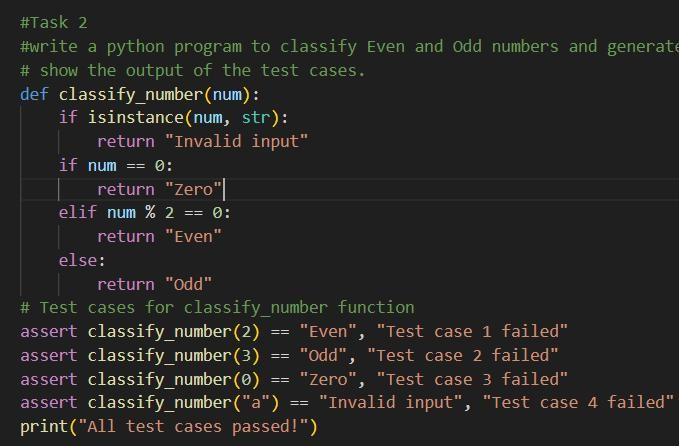 #Task 2
#write a python program to classify Even and Odd numbers and generate
# show the output of the test cases.
def classify_number(num):
    if isinstance(num, str):
        return "Invalid input"
    if num == 0:
        return "Zero"
    elif num % 2 == 0:
        return "Even"
    else:
        return "Odd"
# Test cases for classify_number function
assert classify_number(2) == "Even", "Test case 1 failed"
assert classify_number(3) == "Odd", "Test case 2 failed"
assert classify_number(0) == "Zero", "Test case 3 failed"
assert classify_number("a") == "Invalid input", "Test case 4 failed"
print("All test cases passed!")